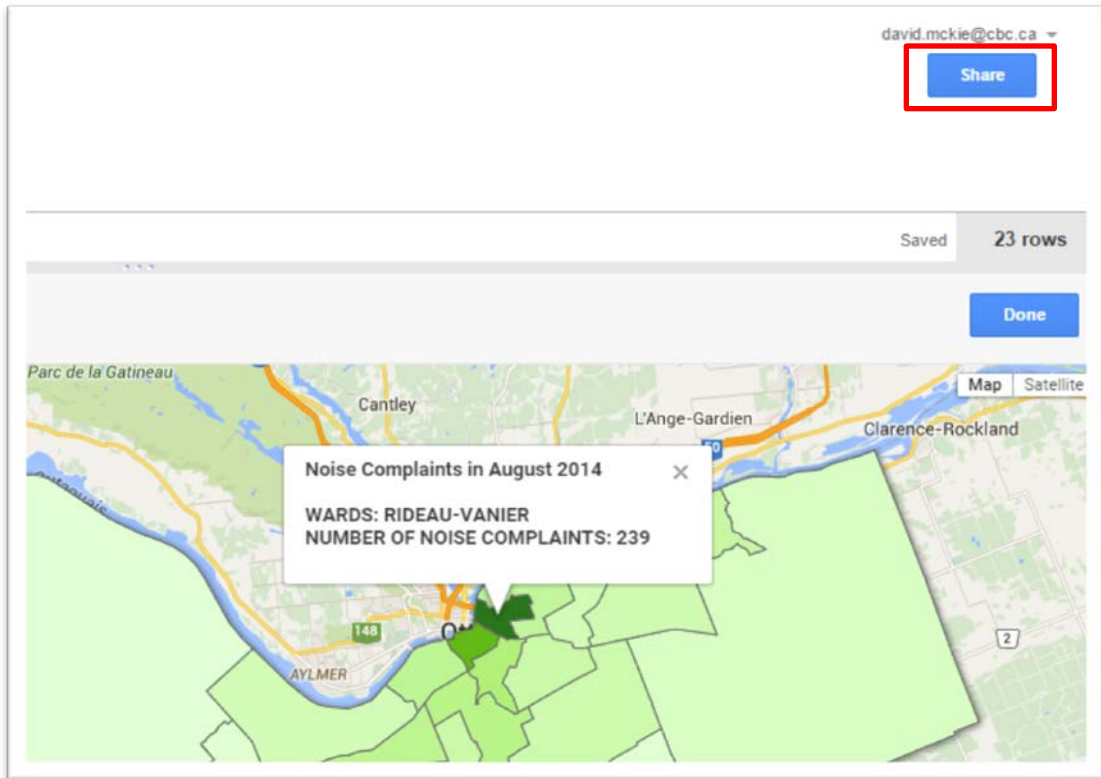 david.mckie@cbc.ca
Share
Saved
23 rows
Done
Parc de la Gatineau
Map
Satellite
Cantley
L'Ange-Gardien
Clarence-Rockland
50
Noise Complaints in August 2014
WARDS: RIDEAU-VANIER
NUMBER OF NOISE COMPLAINTS: 239
148
2
AYLMER